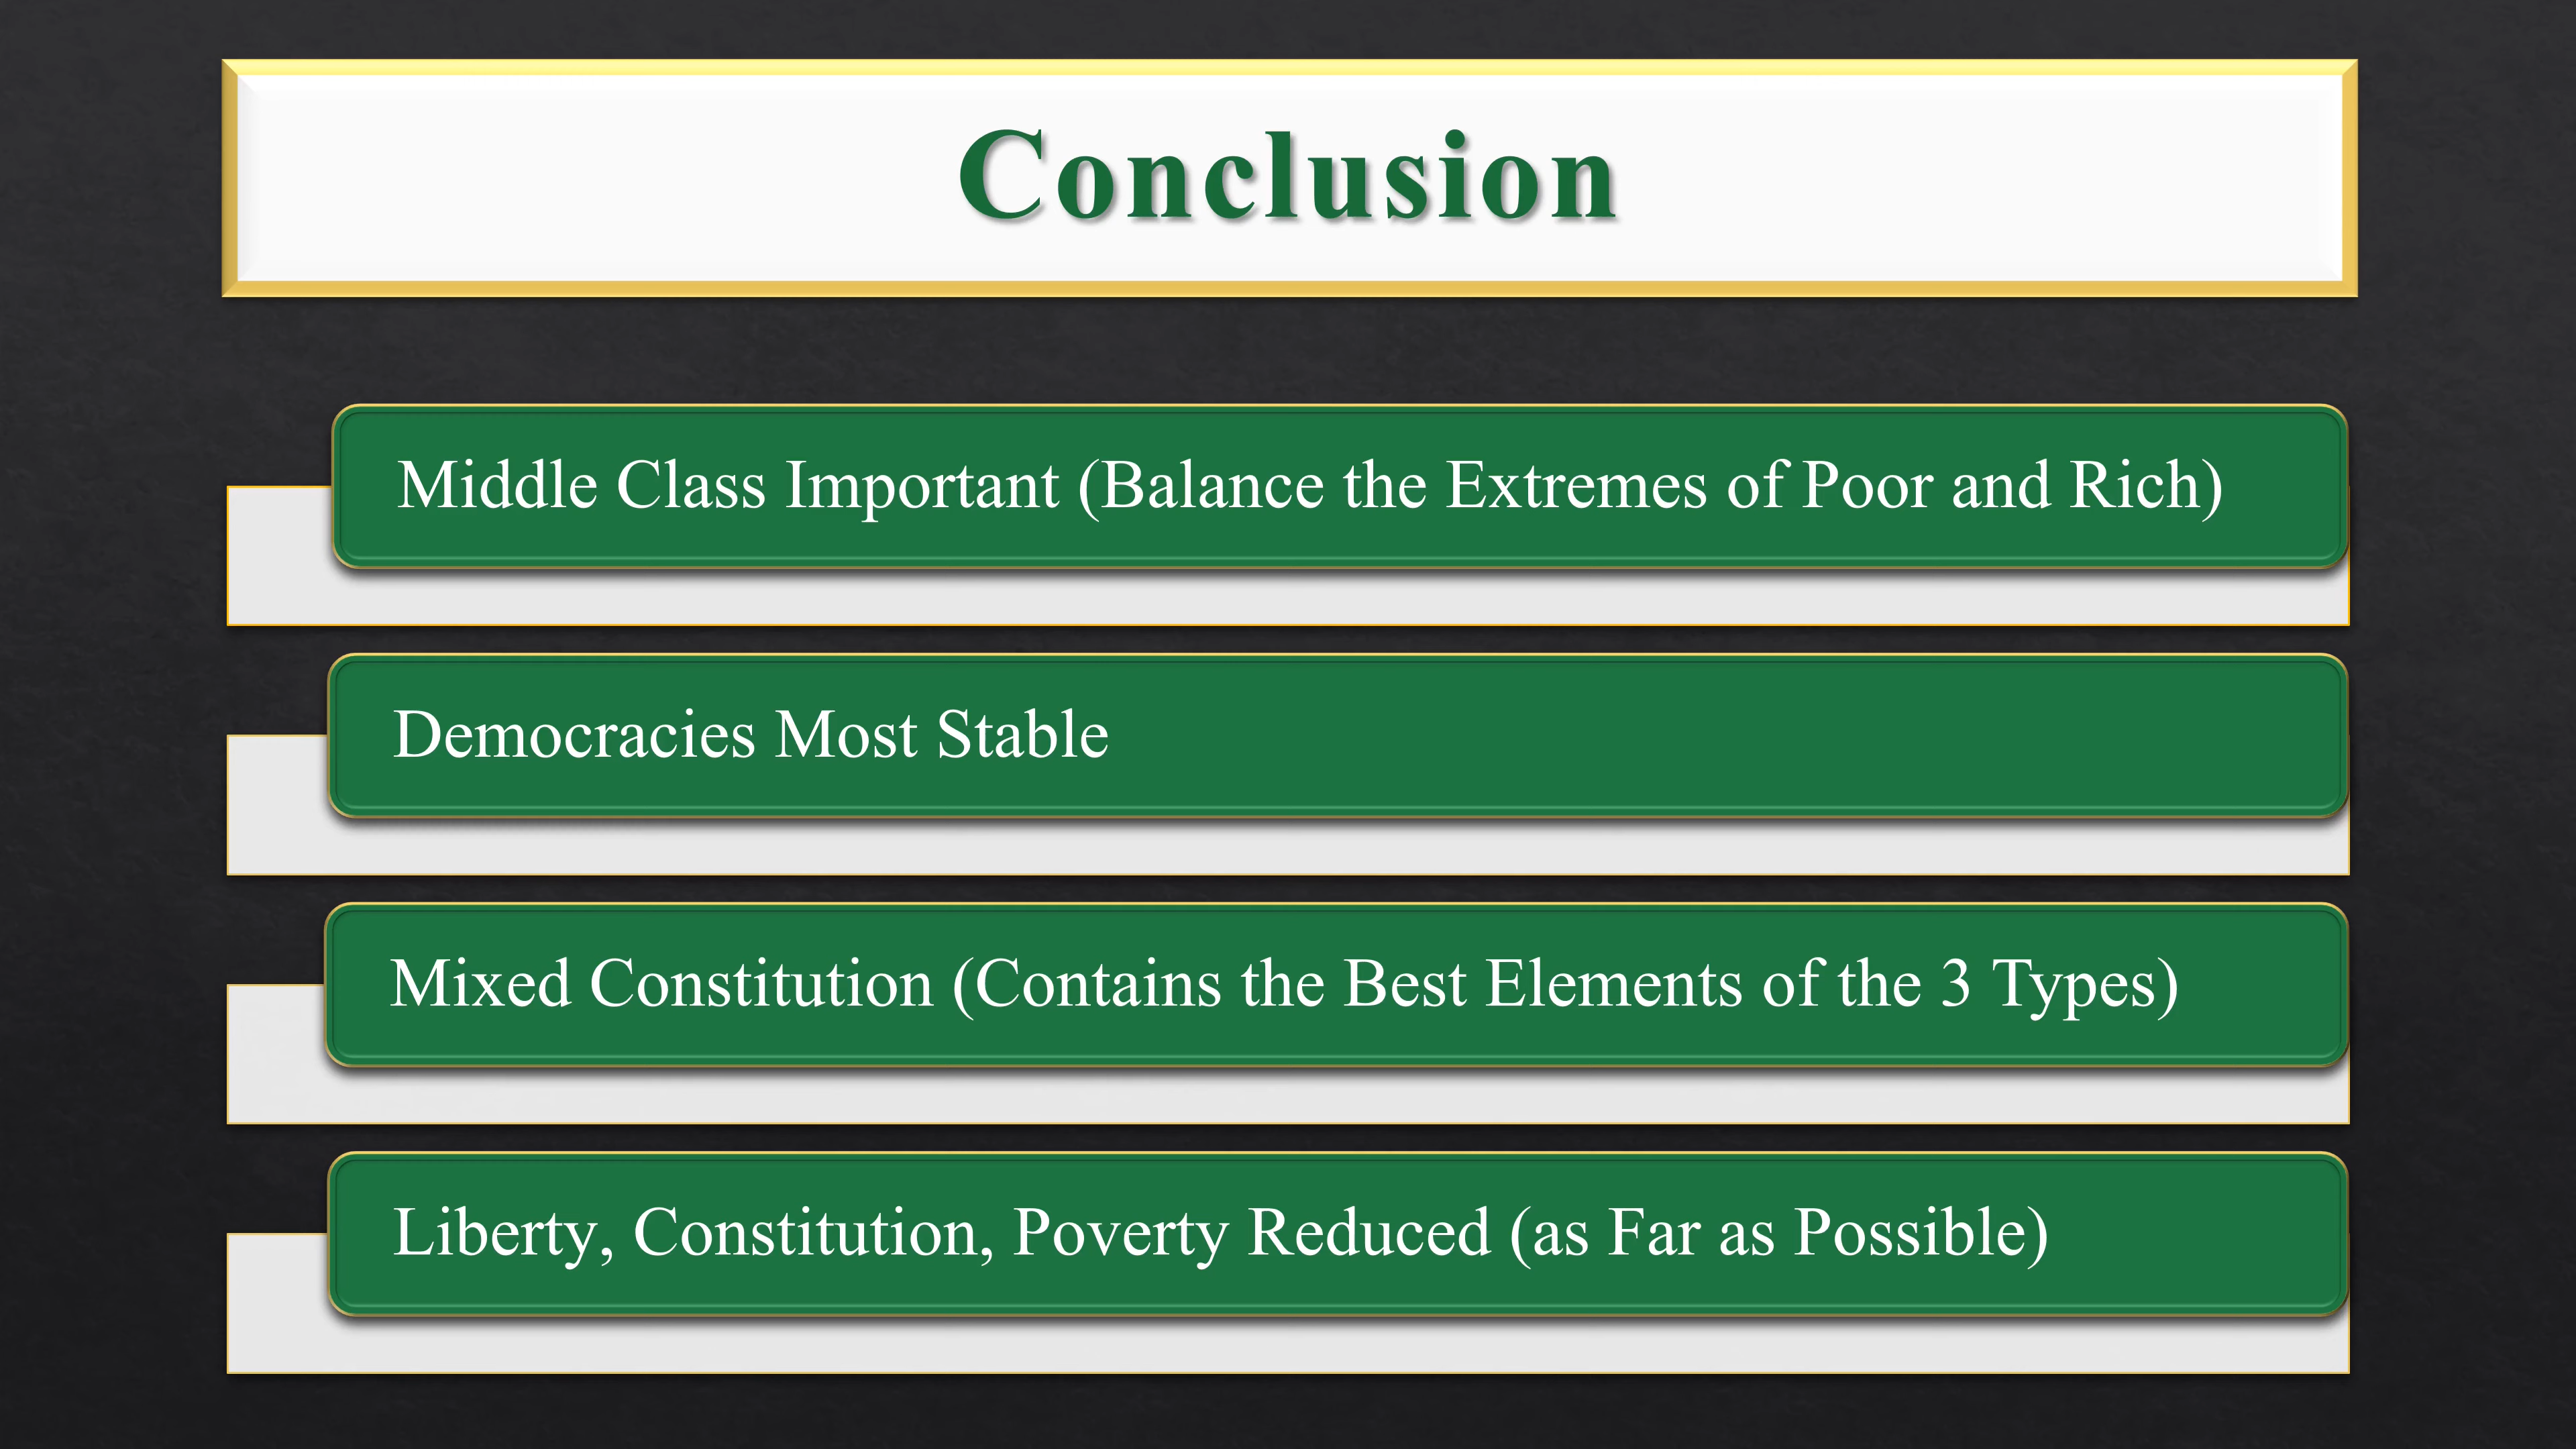 Conclusion
Middle Class Important (Balance the Extremes of Poor and Rich)
Democracies Most Stable
Mixed Constitution (Contains the Best Elements of the 3 Types)
Liberty, Constitution, Poverty Reduced (as Far as Possible)